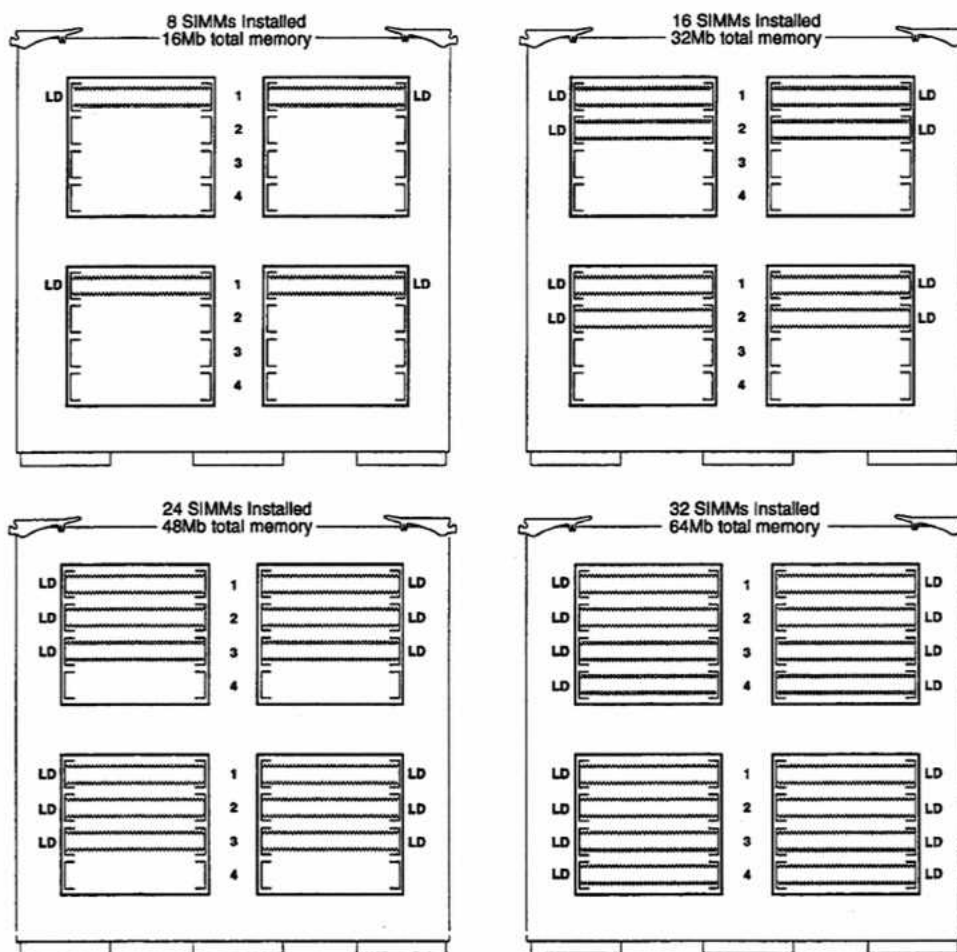 8 SIMMs Installed
16Mb total memory
LD 1 LD
2
3
4
LD 1 LD
2
3
4
16 SIMMs Installed
32Mb total memory
LD 1 LD
LD 2 LD
3
4
LD 1 LD
LD 2 LD
3
4
24 SIMMs Installed
48Mb total memory
LD 1 LD
LD 2 LD
LD 3 LD
4
LD 1 LD
LD 2 LD
LD 3 LD
4
32 SIMMs Installed
64Mb total memory
LD 1 LD
LD 2 LD
LD 3 LD
LD 4 LD
LD 1 LD
LD 2 LD
LD 3 LD
LD 4 LD